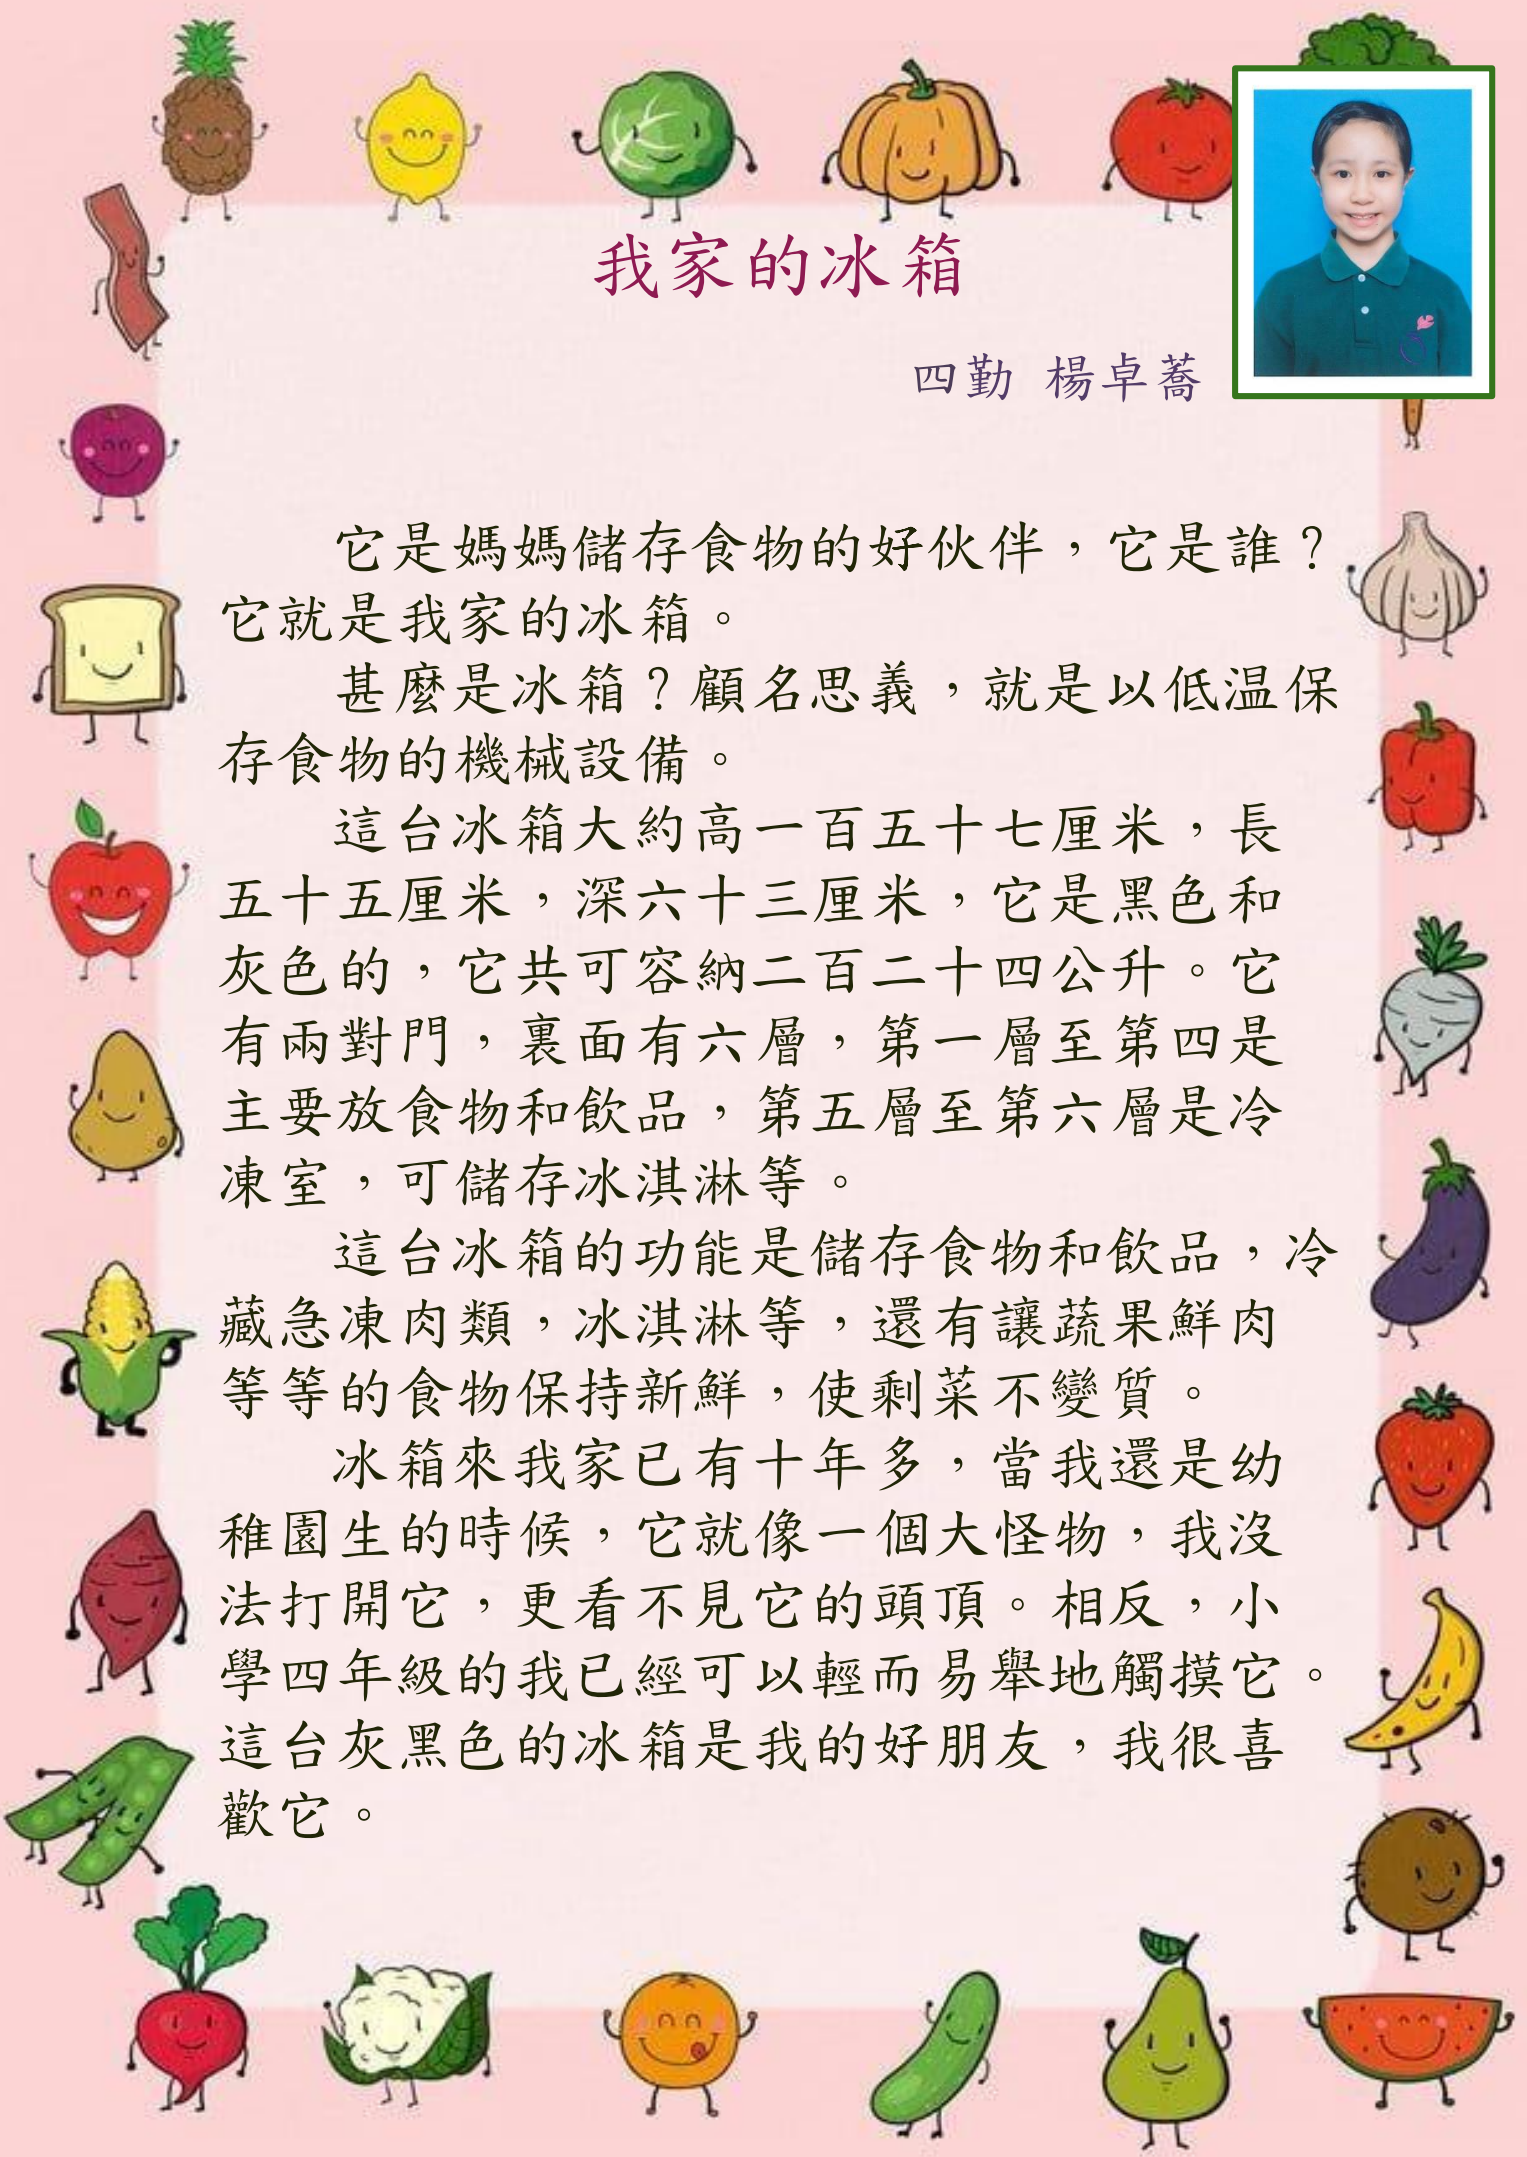 我家的冰箱
四勤 楊卓蕎
它是媽媽儲存食物的好伙伴，它是誰？
它就是我家的冰箱。
甚麼是冰箱？顧名思義，就是以低温保
存食物的機械設備。
這台冰箱大約高一百五十七厘米，長
五十五厘米，深六十三厘米，它是黑色和
灰色的，它共可容納二百二十四公升。它
有兩對門，裏面有六層，第一層至第四是
主要放食物和飲品，第五層至第六層是冷
凍室，可儲存冰淇淋等。
這台冰箱的功能是儲存食物和飲品，冷
藏急凍肉類，冰淇淋等，還有讓蔬果鮮肉
等等的食物保持新鮮，使剩菜不變質。
冰箱來我家已有十年多，當我還是幼
稚園生的時候，它就像一個大怪物，我沒
法打開它，更看不見它的頭頂。相反，小
學四年級的我已經可以輕而易舉地觸摸它。
這台灰黑色的冰箱是我的好朋友，我很喜
歡它。